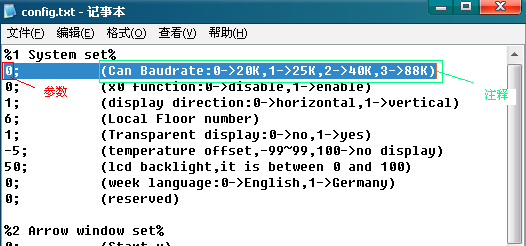 config.txt - 记事本
文件(F) 编辑(E) 格式(O) 查看(V) 帮助(H)
%1 System set%
0; (Can Baudrate:0->20K,1->25K,2->40K,3->88K)
参数
注释
0; (x0 function:0->disable,1->enable)
1; (display direction:0->horizontal,1->vertical)
6; (Local Floor number)
1; (Transparent display:0->no,1->yes)
-5; (temperature offset,-99~99,100->no display)
50; (lcd backlight,it is between 0 and 100)
0; (week language:0->English,1->Germany)
0; (reserved)
%2 Arrow window set%